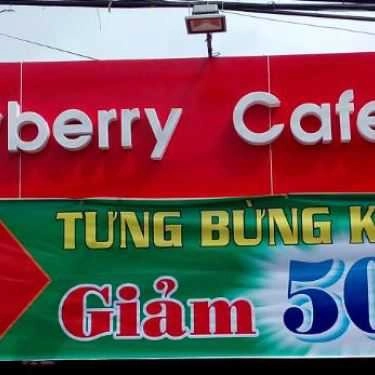 berry Cafe
TƯNG BỪNG K
Giảm 50